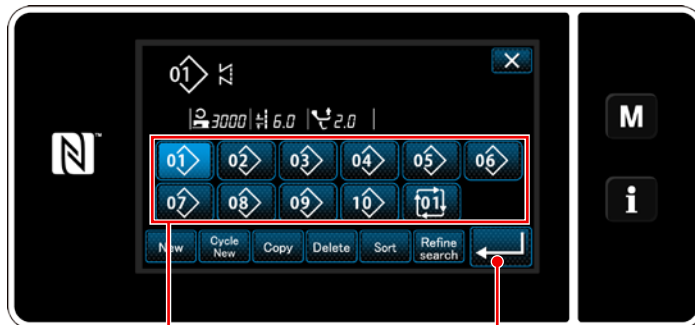 01
3000 6.0 2.0
01 02 03 04 05 06
07 08 09 10 01
New Cycle New Copy Delete Sort Refine search
M
i
N